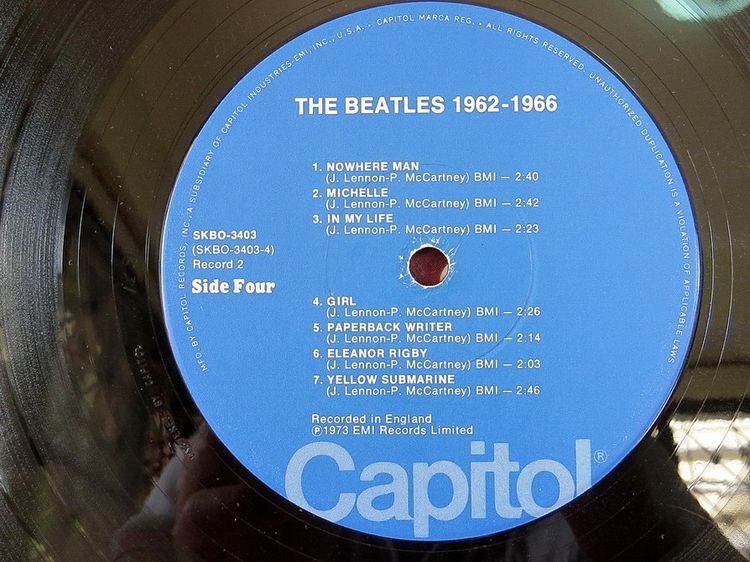 MFD. BY CAPITOL RECORDS, INC., A SUBSIDIARY OF CAPITOL INDUSTRIES-EMI, INC., U.S.A. • CAPITOL MARCA REG. • ALL RIGHTS RESERVED. UNAUTHORIZED DUPLICATION IS A VIOLATION OF APPLICABLE LAWS
THE BEATLES 1962-1966
1. NOWHERE MAN
(J. Lennon-P. McCartney) BMI — 2:40
2. MICHELLE
(J. Lennon-P. McCartney) BMI — 2:42
3. IN MY LIFE
(J. Lennon-P. McCartney) BMI — 2:23
SKBO-3403
(SKBO-3403-4)
Record 2
Side Four
4. GIRL
(J. Lennon-P. McCartney) BMI — 2:26
5. PAPERBACK WRITER
(J. Lennon-P. McCartney) BMI — 2:14
6. ELEANOR RIGBY
(J. Lennon-P. McCartney) BMI — 2:03
7. YELLOW SUBMARINE
(J. Lennon-P. McCartney) BMI — 2:46
Recorded in England
℗1973 EMI Records Limited
Capitol®